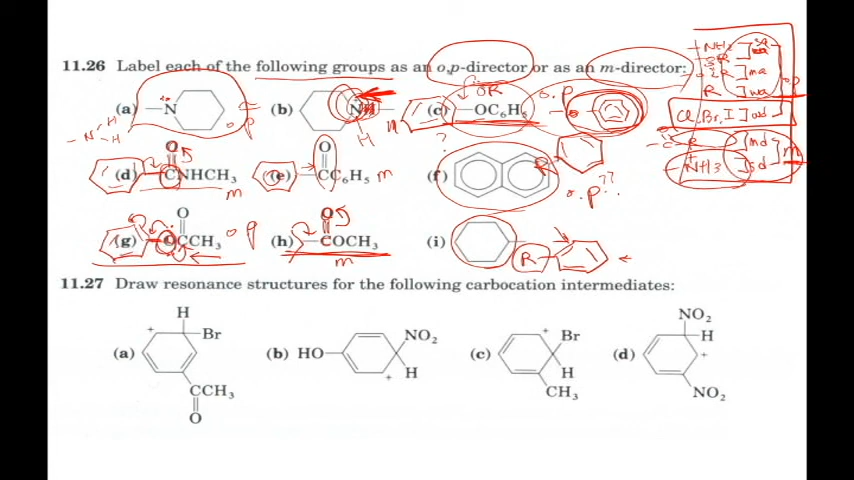 11.26 Label each of the following groups as an o,p-director or as an m-director:
(a) —N
o p
(b) N H
m
(c) —OC₆H₅
OR
o.p
?
(d) —CNHCH₃
O
m
(e) —CC₆H₅
O
m
(f)
R
o.p??
(g) —OCCH₃
O
o p
(h) —COCH₃
O
m
(i)
R
-N H H
R
Cl, Br, I
m
NH3
11.27 Draw resonance structures for the following carbocation intermediates:
(a) + H Br CCH₃ O
(b) HO NO₂ H +
(c) + Br H CH₃
(d) NO₂ H + NO₂